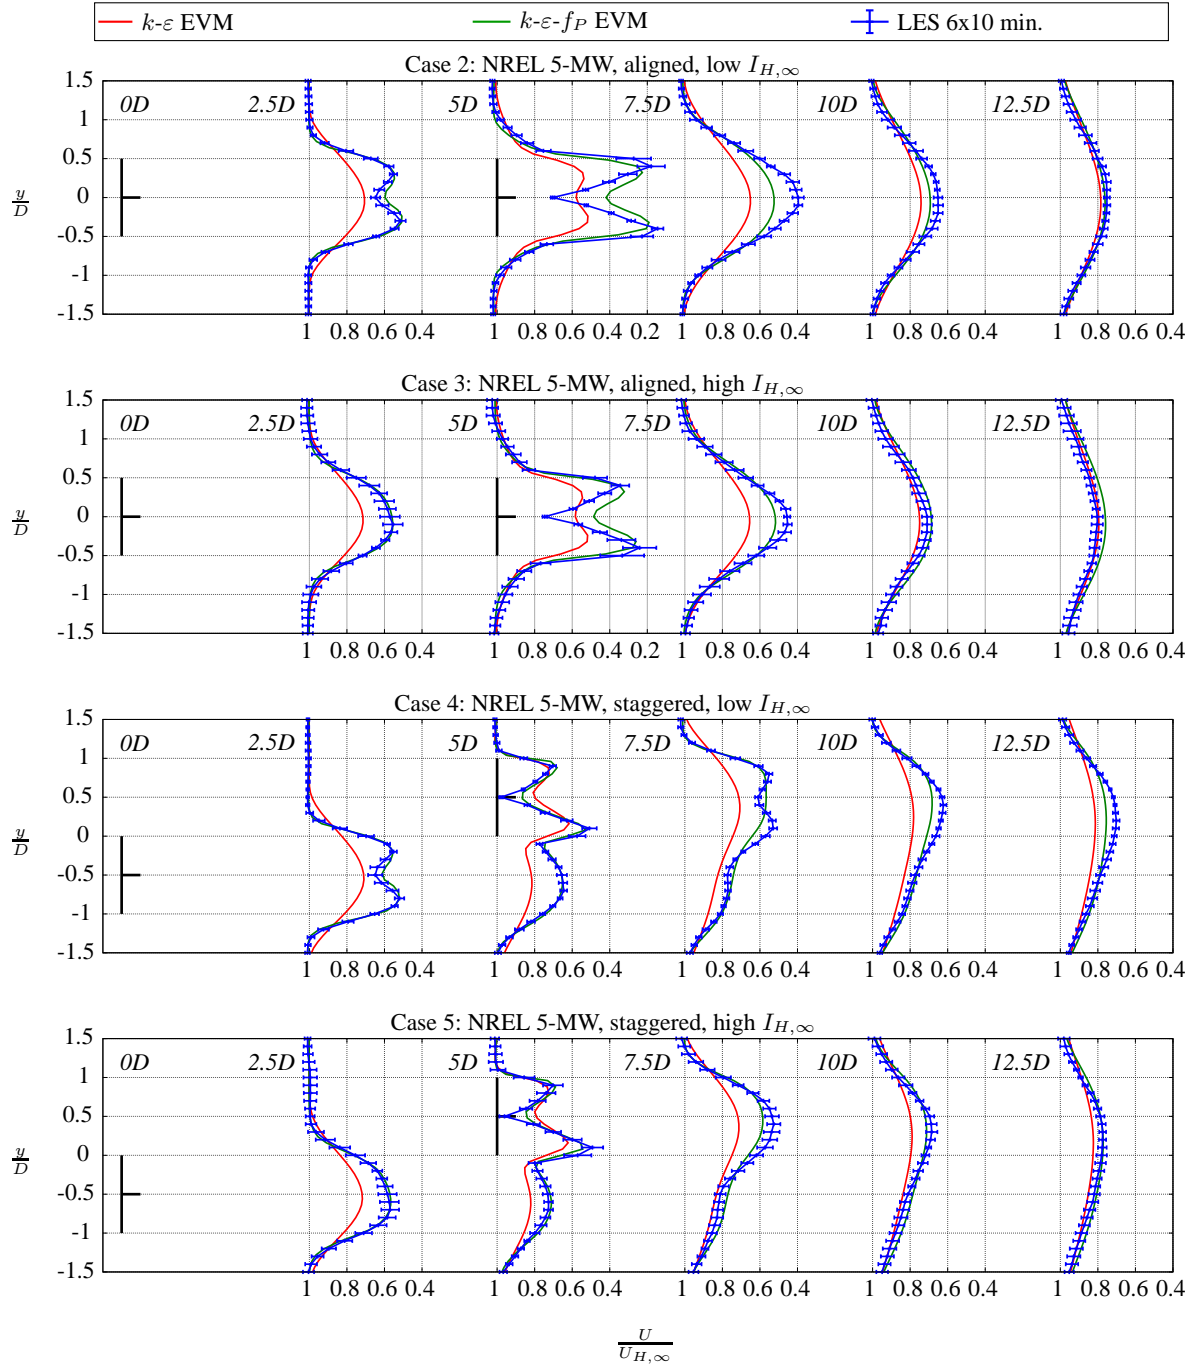 k-ε EVM k-ε-f_P EVM LES 6x10 min.
Case 2: NREL 5-MW, aligned, low I_{H,∞}
0D 2.5D 5D 7.5D 10D 12.5D
1.5
1
0.5
0
-0.5
-1
-1.5
y/D
1 0.8 0.6 0.4 1 0.8 0.6 0.4 0.2 1 0.8 0.6 0.4 1 0.8 0.6 0.4 1 0.8 0.6 0.4
Case 3: NREL 5-MW, aligned, high I_{H,∞}
0D 2.5D 5D 7.5D 10D 12.5D
1.5
1
0.5
0
-0.5
-1
-1.5
y/D
1 0.8 0.6 0.4 1 0.8 0.6 0.4 0.2 1 0.8 0.6 0.4 1 0.8 0.6 0.4 1 0.8 0.6 0.4
Case 4: NREL 5-MW, staggered, low I_{H,∞}
0D 2.5D 5D 7.5D 10D 12.5D
1.5
1
0.5
0
-0.5
-1
-1.5
y/D
1 0.8 0.6 0.4 1 0.8 0.6 0.4 1 0.8 0.6 0.4 1 0.8 0.6 0.4 1 0.8 0.6 0.4
Case 5: NREL 5-MW, staggered, high I_{H,∞}
0D 2.5D 5D 7.5D 10D 12.5D
1.5
1
0.5
0
-0.5
-1
-1.5
y/D
1 0.8 0.6 0.4 1 0.8 0.6 0.4 1 0.8 0.6 0.4 1 0.8 0.6 0.4 1 0.8 0.6 0.4
U/U_{H,∞}